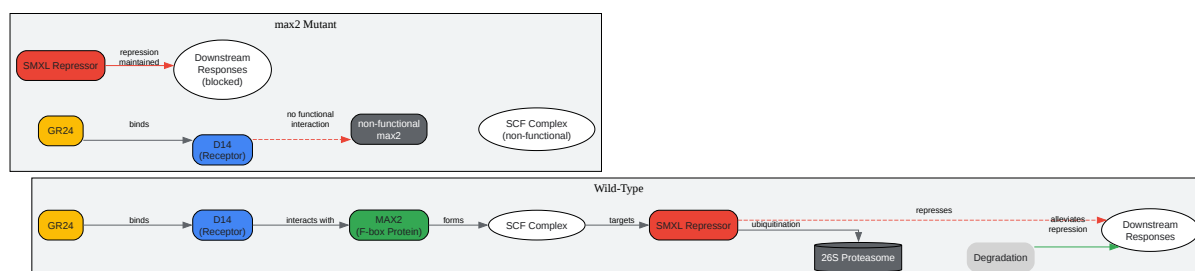 max2 Mutant
SMXL Repressor
repression
maintained
Downstream
Responses
(blocked)
GR24
binds
D14
(Receptor)
no functional
interaction
non-functional
max2
SCF Complex
(non-functional)
Wild-Type
GR24
binds
D14
(Receptor)
interacts with
MAX2
(F-box Protein)
forms
SCF Complex
targets
SMXL Repressor
represses
ubiquitination
26S Proteasome
Degradation
alleviates
repression
Downstream
Responses